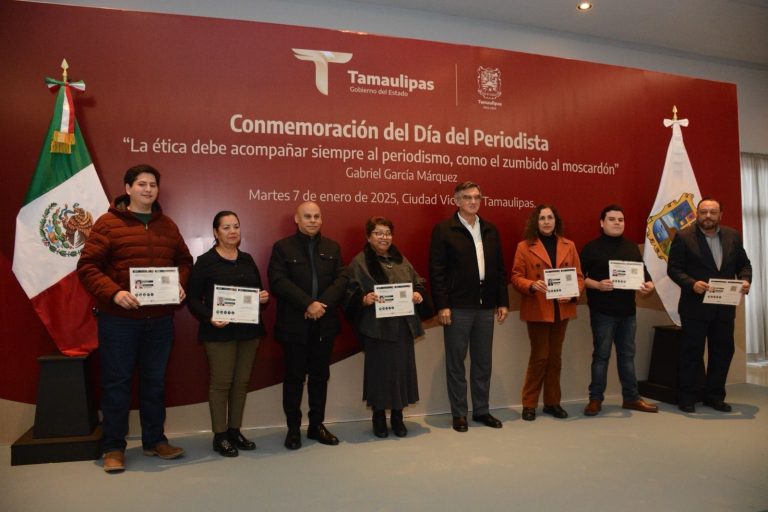 Tamaulipas
Gobierno del Estado
Tamaulipas
Conmemoración del Día del Periodista
“La ética debe acompañar siempre al periodismo, como el zumbido al moscardón”
Gabriel García Márquez
Martes 7 de enero de 2025, Ciudad Tamaulipas.